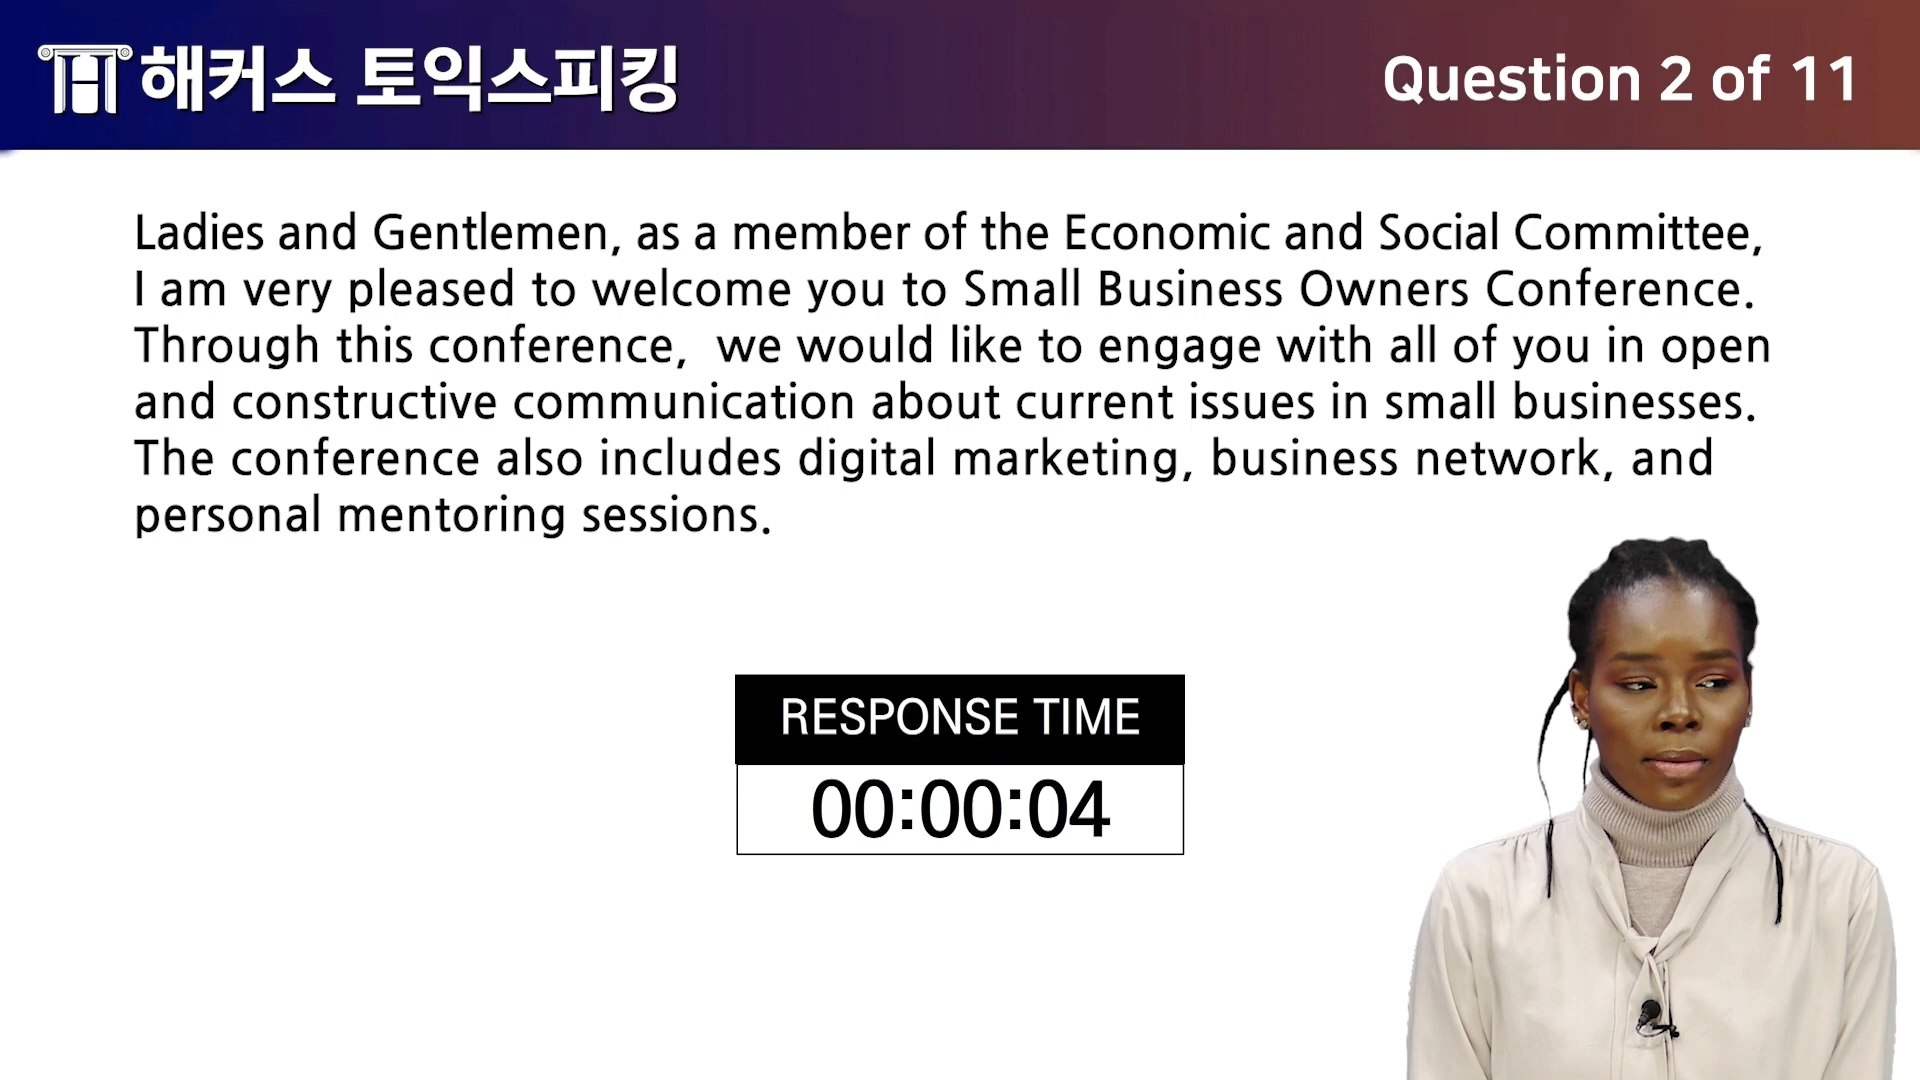 해커스 토익스피킹
Question 2 of 11
Ladies and Gentlemen, as a member of the Economic and Social Committee,
I am very pleased to welcome you to Small Business Owners Conference.
Through this conference,  we would like to engage with all of you in open
and constructive communication about current issues in small businesses.
The conference also includes digital marketing, business network, and
personal mentoring sessions.
RESPONSE TIME
00:00:04